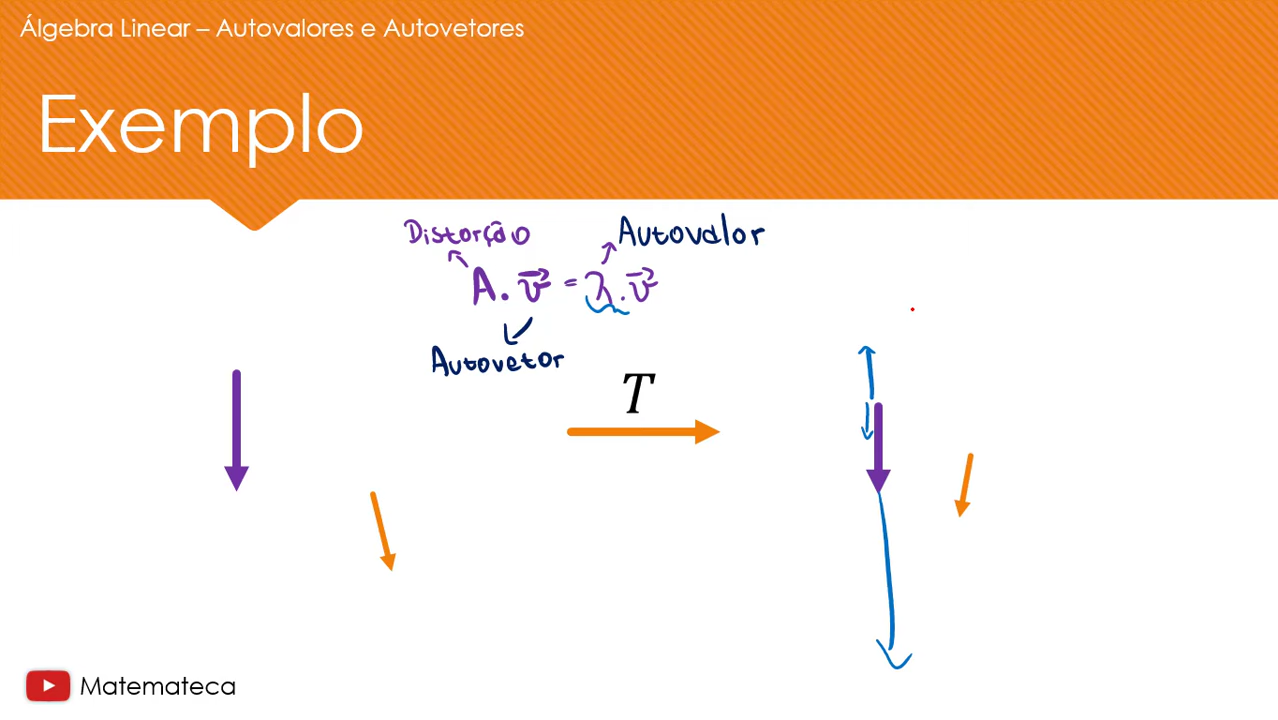 Álgebra Linear – Autovalores e Autovetores
Exemplo
Distorção
Autovalor
A. v⃗ = λ. v⃗
Autovetor
T
Matemateca